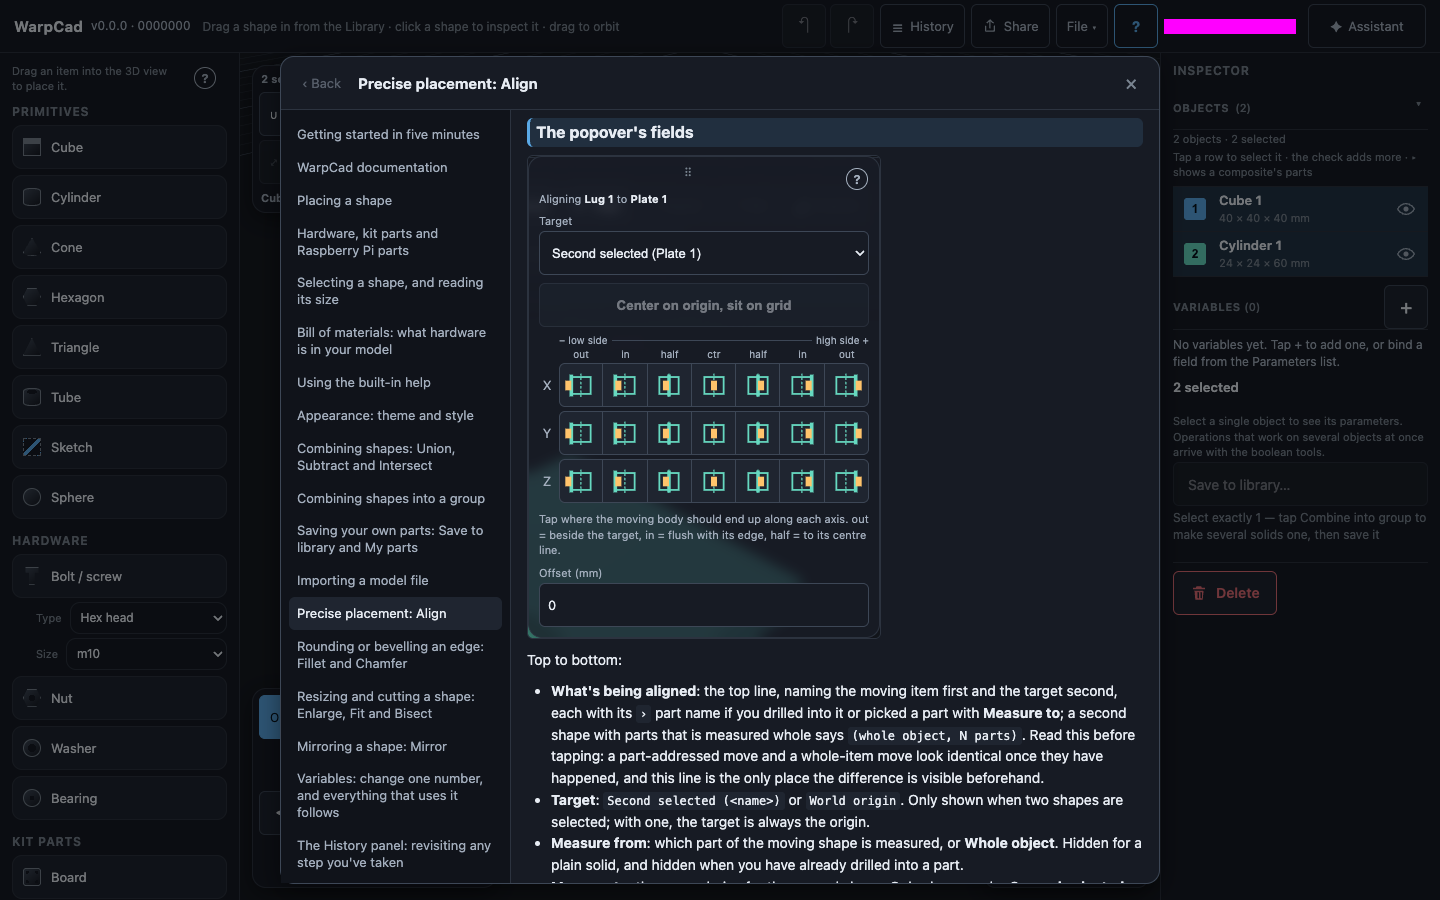 WarpCad v0.0.0 · 0000000 Drag a shape in from the Library · click a shape to inspect it · drag to orbit
History
Share
File
?
Assistant
Drag an item into the 3D view
to place it.
?
PRIMITIVES
Cube
Cylinder
Cone
Hexagon
Triangle
Tube
Sketch
Sphere
HARDWARE
Bolt / screw
Type Hex head
Size m10
Nut
Washer
Bearing
KIT PARTS
Board
‹ Back Precise placement: Align ×
Getting started in five minutes
WarpCad documentation
Placing a shape
Hardware, kit parts and
Raspberry Pi parts
Selecting a shape, and reading
its size
Bill of materials: what hardware
is in your model
Using the built-in help
Appearance: theme and style
Combining shapes: Union,
Subtract and Intersect
Combining shapes into a group
Saving your own parts: Save to
library and My parts
Importing a model file
Precise placement: Align
Rounding or bevelling an edge:
Fillet and Chamfer
Resizing and cutting a shape:
Enlarge, Fit and Bisect
Mirroring a shape: Mirror
Variables: change one number,
and everything that uses it
follows
The History panel: revisiting any
step you've taken
The popover's fields
?
Aligning Lug 1 to Plate 1
Target
Second selected (Plate 1)
Center on origin, sit on grid
− low side high side +
out in half ctr half in out
X
Y
Z
Tap where the moving body should end up along each axis. out
= beside the target, in = flush with its edge, half = to its centre
line.
Offset (mm)
0
Top to bottom:
• What's being aligned: the top line, naming the moving item first and the target second,
each with its › part name if you drilled into it or picked a part with Measure to; a second
shape with parts that is measured whole says (whole object, N parts). Read this before
tapping: a part-addressed move and a whole-item move look identical once they have
happened, and this line is the only place the difference is visible beforehand.
• Target: Second selected (<name>) or World origin. Only shown when two shapes are
selected; with one, the target is always the origin.
• Measure from: which part of the moving shape is measured, or Whole object. Hidden for a
plain solid, and hidden when you have already drilled into a part.
INSPECTOR
OBJECTS (2)
2 objects · 2 selected
Tap a row to select it · the check adds more · ▸
shows a composite's parts
1 Cube 1
40 × 40 × 40 mm
2 Cylinder 1
24 × 24 × 60 mm
VARIABLES (0)
+
No variables yet. Tap + to add one, or bind a
field from the Parameters list.
2 selected
Select a single object to see its parameters.
Operations that work on several objects at once
arrive with the boolean tools.
Save to library...
Select exactly 1 — tap Combine into group to
make several solids one, then save it
Delete